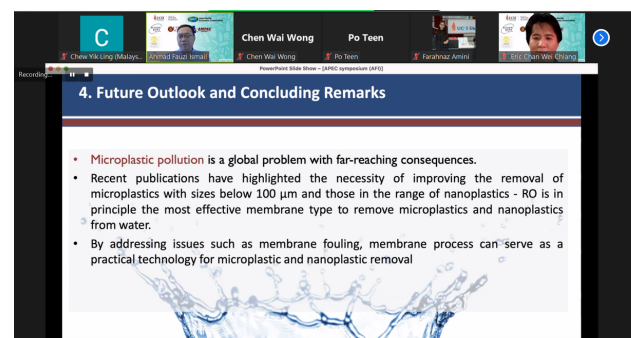 C
Chen Wai Wong
Po Teen
Chew Yik Ling (Malays...
Ahmad Fauzi Ismail
Chen Wai Wong
Po Teen
Farahnaz Amini
Eric Chan Wei Chiang
PowerPoint Slide Show - [APEC symposium (AFI)]
Recording...
4. Future Outlook and Concluding Remarks
• Microplastic pollution is a global problem with far-reaching consequences.
• Recent publications have highlighted the necessity of improving the removal of
microplastics with sizes below 100 µm and those in the range of nanoplastics - RO is in
principle the most effective membrane type to remove microplastics and nanoplastics
from water.
• By addressing issues such as membrane fouling, membrane process can serve as a
practical technology for microplastic and nanoplastic removal